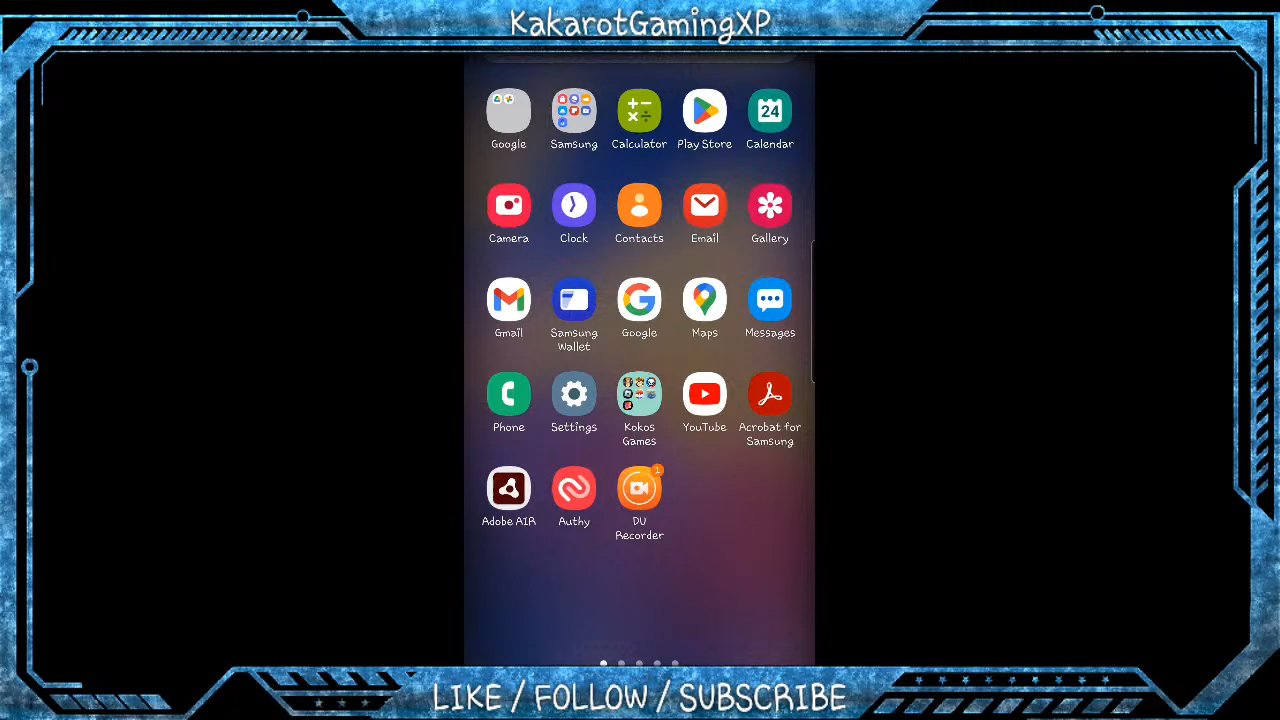 KakarotGamingXP
Google Samsung Calculator Play Store Calendar
24
Camera Clock Contacts Email Gallery
Gmail Samsung Wallet Google Maps Messages
Phone Settings Kokos Games YouTube Acrobat for Samsung
1
Adobe AIR Authy DU Recorder
LIKE / FOLLOW / SUBSCRIBE